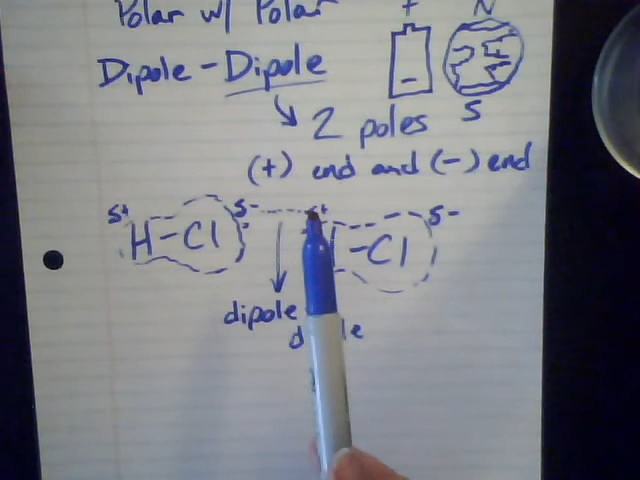 Polar w/ Polar
+ N
Dipole - Dipole
-
S
2 poles
(+) end and (-) end
δ+ δ- δ+ δ-
H-Cl -Cl
dipole